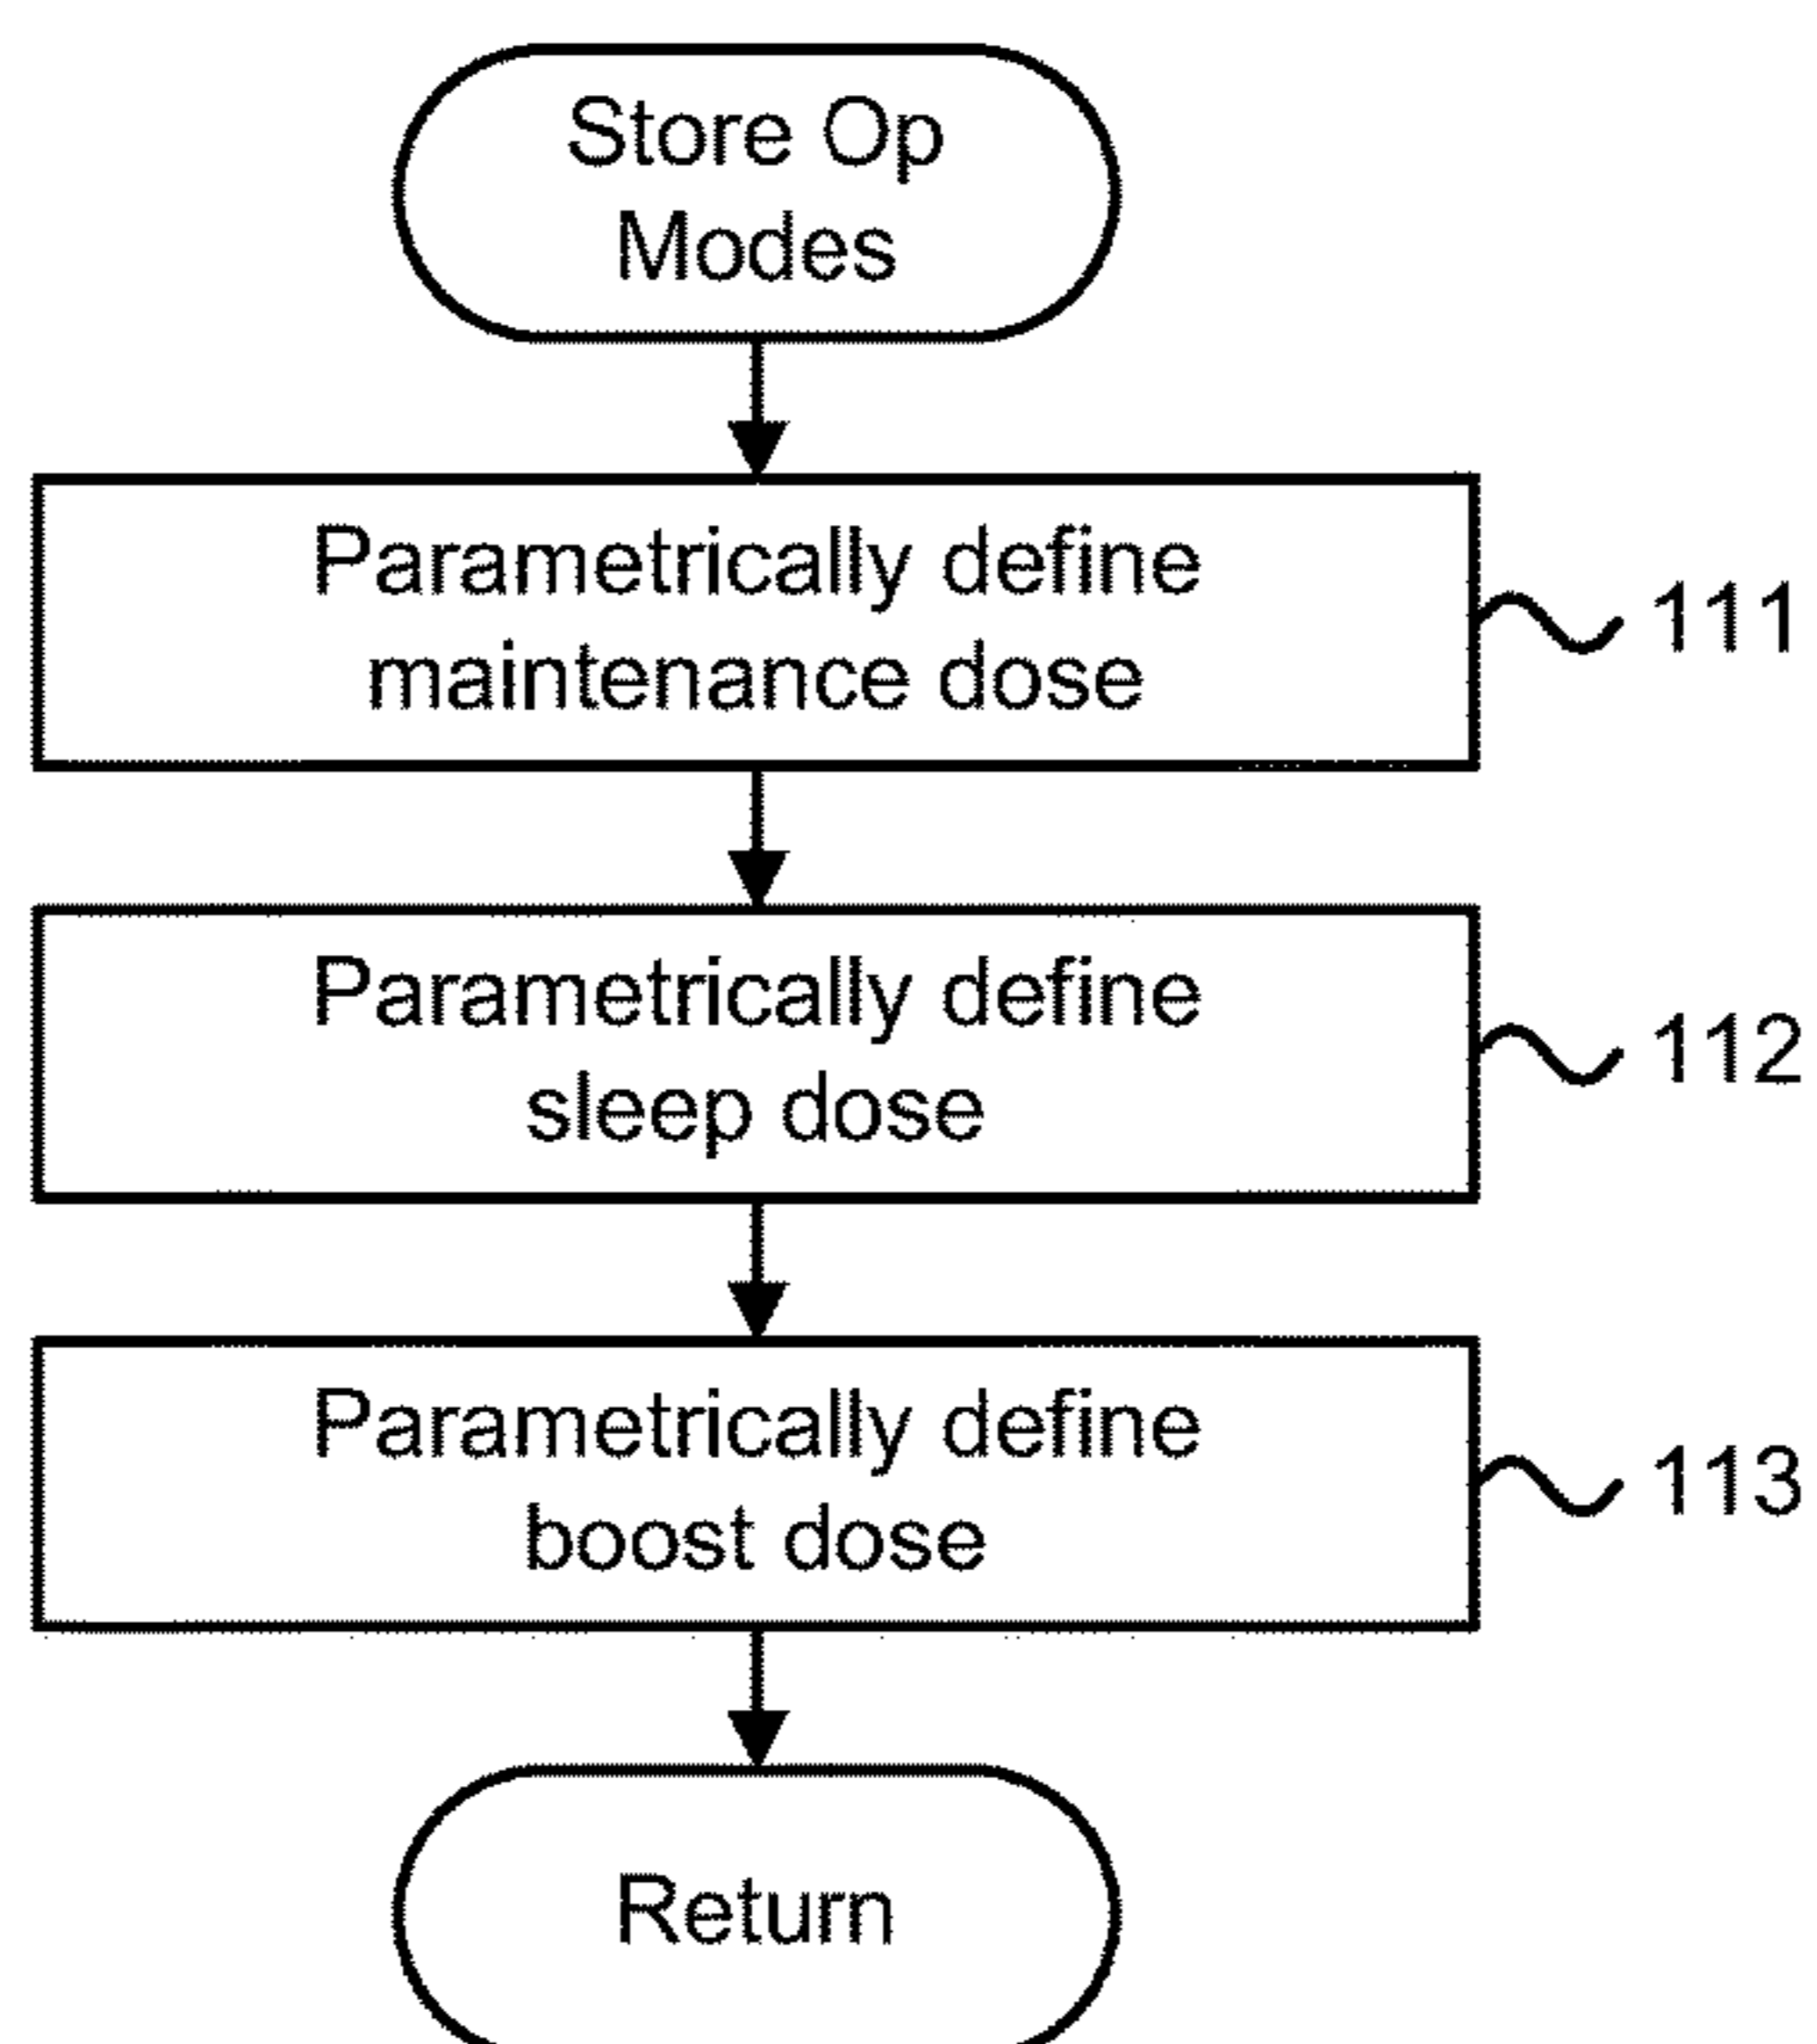 Store Op
Modes
Parametrically define
maintenance dose
111
Parametrically define
sleep dose
112
Parametrically define
boost dose
113
Return